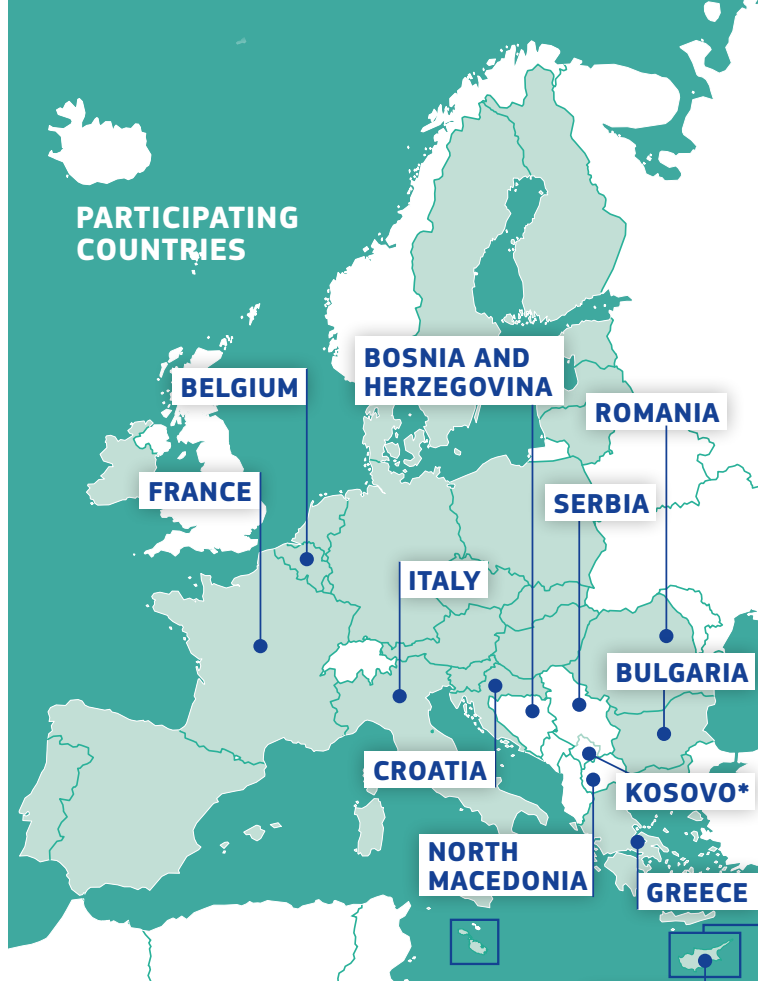 PARTICIPATING
COUNTRIES
BOSNIA AND
HERZEGOVINA
BELGIUM
ROMANIA
FRANCE
SERBIA
ITALY
BULGARIA
CROATIA
KOSOVO*
NORTH
MACEDONIA
GREECE